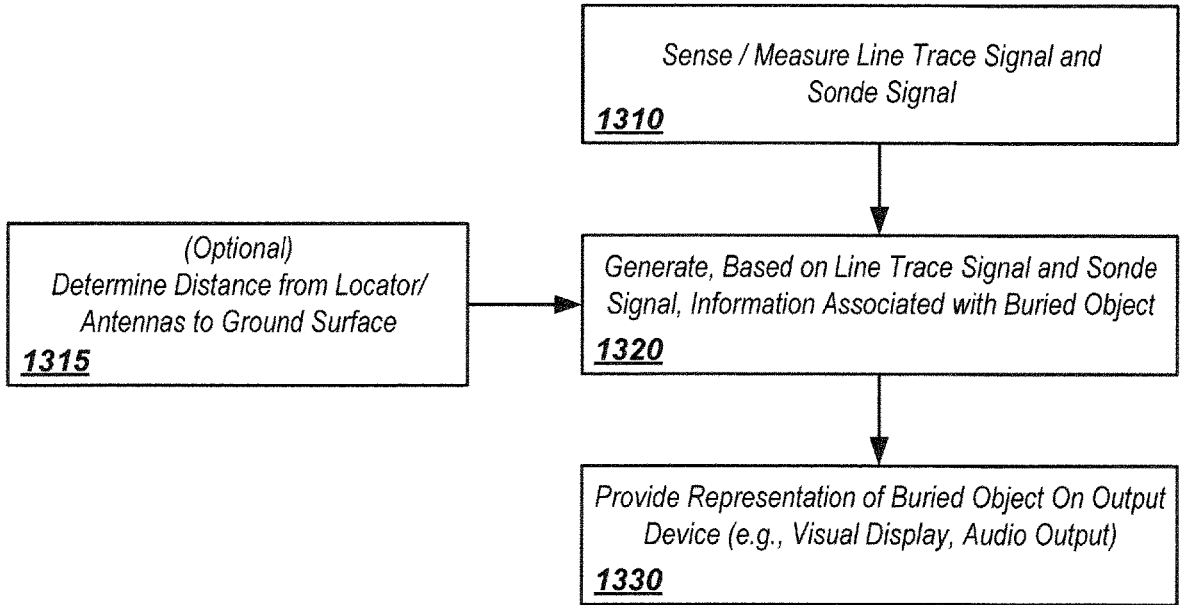 Sense / Measure Line Trace Signal and
Sonde Signal
1310
(Optional)
Determine Distance from Locator/
Antennas to Ground Surface
1315
Generate, Based on Line Trace Signal and Sonde
Signal, Information Associated with Buried Object
1320
Provide Representation of Buried Object On Output
Device (e.g., Visual Display, Audio Output)
1330